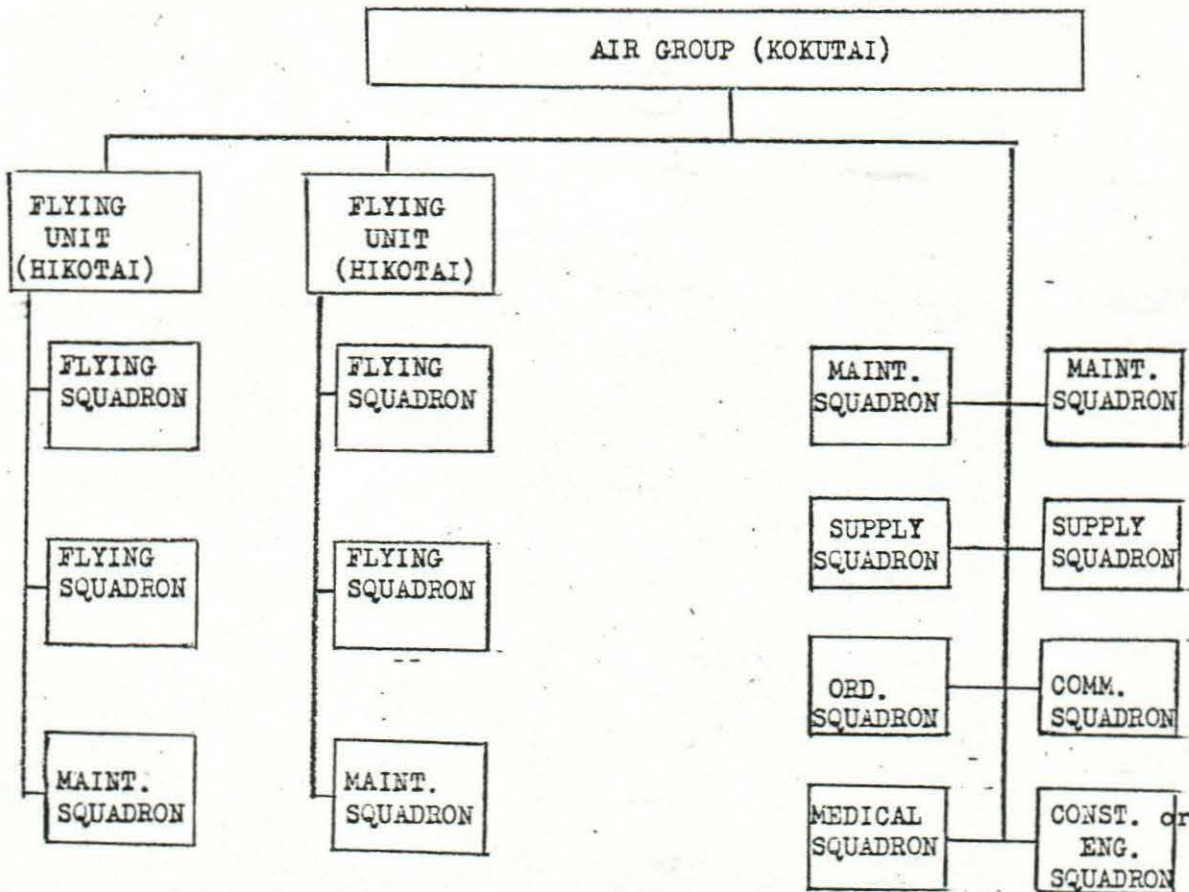 AIR GROUP (KOKUTAI)
FLYING
UNIT
(HIKOTAI)
FLYING
UNIT
(HIKOTAI)
FLYING
SQUADRON
FLYING
SQUADRON
MAINT.
SQUADRON
FLYING
SQUADRON
FLYING
SQUADRON
MAINT.
SQUADRON
MAINT.
SQUADRON
MAINT.
SQUADRON
SUPPLY
SQUADRON
SUPPLY
SQUADRON
ORD.
SQUADRON
COMM.
SQUADRON
MEDICAL
SQUADRON
CONST. or
ENG.
SQUADRON